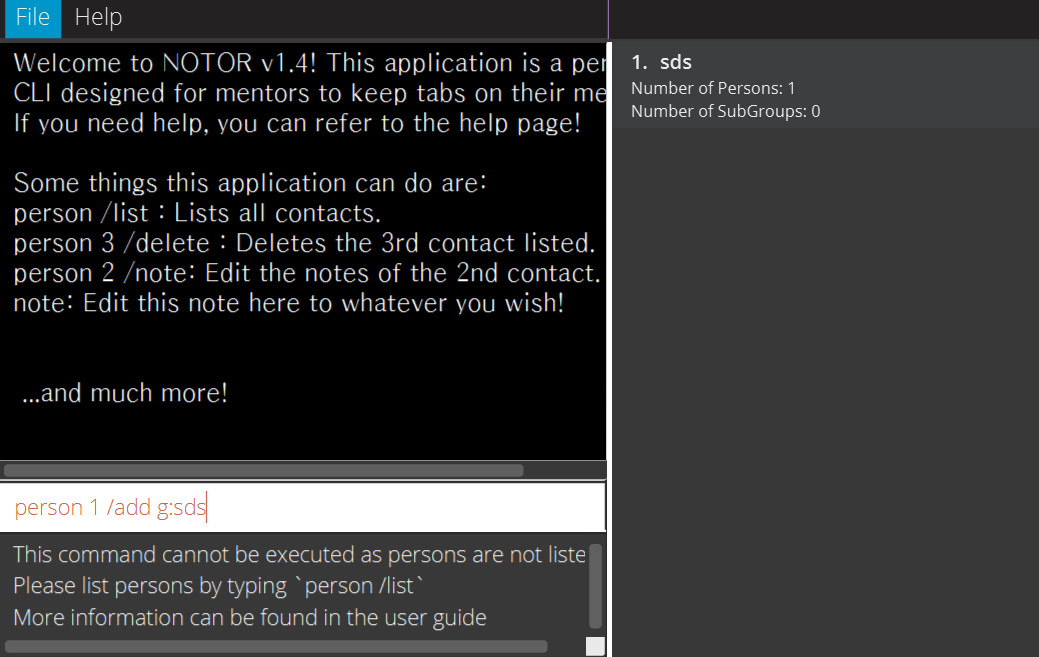 File Help
Welcome to NOTOR v1.4! This application is a per
CLI designed for mentors to keep tabs on their me
If you need help, you can refer to the help page!
Some things this application can do are:
person /list : Lists all contacts.
person 3 /delete : Deletes the 3rd contact listed.
person 2 /note: Edit the notes of the 2nd contact.
note: Edit this note here to whatever you wish!
...and much more!
person 1 /add g:sds
This command cannot be executed as persons are not liste
Please list persons by typing `person /list`
More information can be found in the user guide
1. sds
Number of Persons: 1
Number of SubGroups: 0